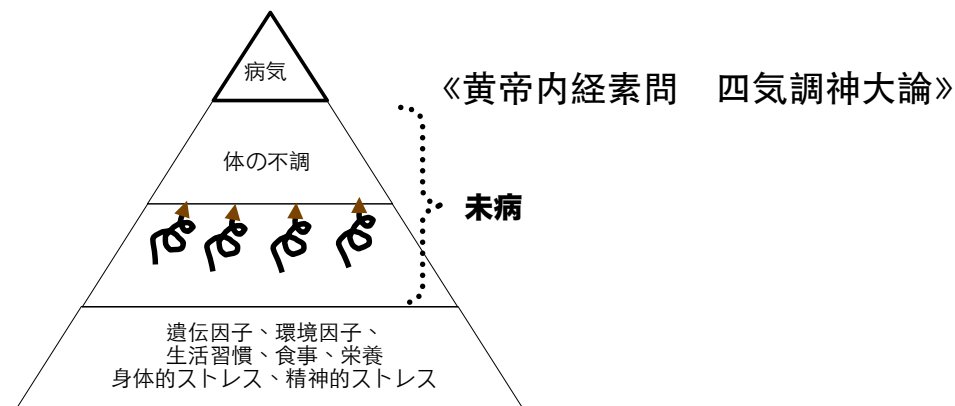 病気
《黄帝内経素問　四気調神大論》
体の不調
未病
遺伝因子、環境因子、
生活習慣、食事、栄養
身体的ストレス、精神的ストレス